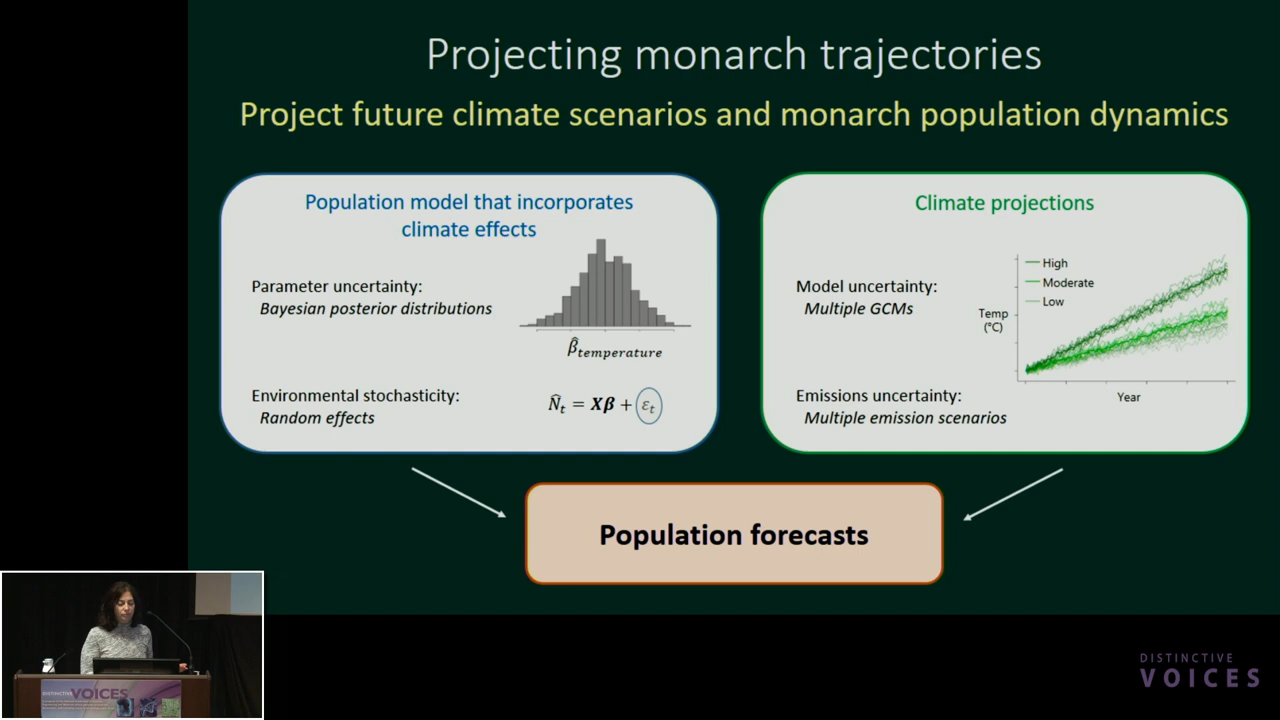 Projecting monarch trajectories
Project future climate scenarios and monarch population dynamics
Population model that incorporates
climate effects
Parameter uncertainty:
Bayesian posterior distributions
β̂temperature
Environmental stochasticity:
Random effects
N̂t = Xβ + εt
Climate projections
Model uncertainty:
Multiple GCMs
High
Moderate
Low
Temp
(°C)
Year
Emissions uncertainty:
Multiple emission scenarios
Population forecasts
DISTINCTIVE VOICES
DISTINCTIVE
VOICES